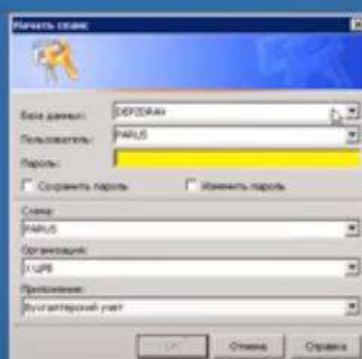 Начать сеанс
База данных: DEPZDRAV
Пользователь: PARUS
Пароль:
Сохранить пароль Изменить пароль
Схема:
PARUS
Организация:
Приложение:
Бухгалтерский учет
Отмена Справка